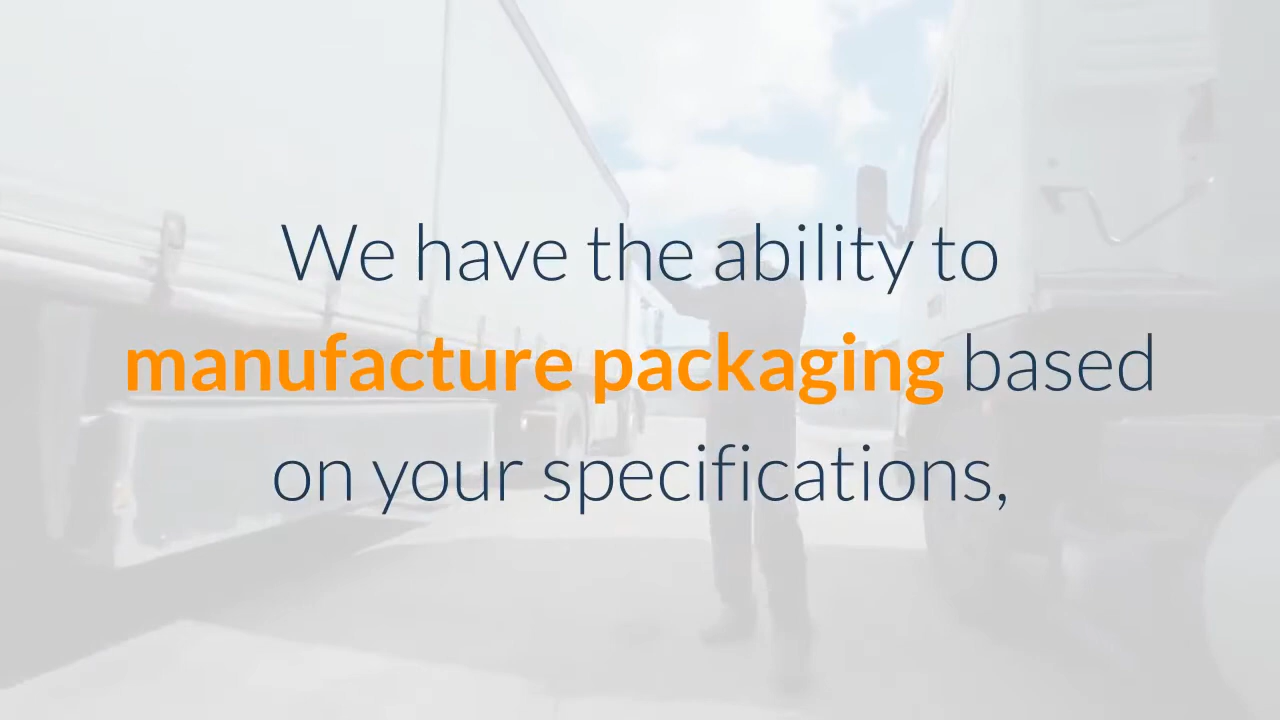 We have the ability to
manufacture packaging based
on your specifications,